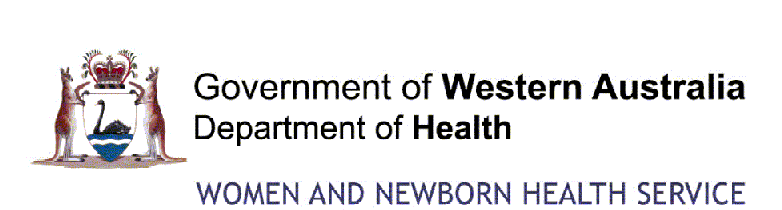 Government of Western Australia
Department of Health
WOMEN AND NEWBORN HEALTH SERVICE